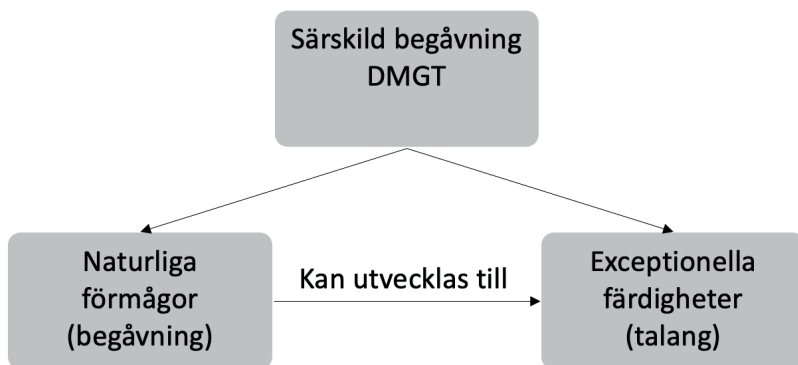 Särskild begåvning
DMGT
Naturliga
förmågor
(begåvning)
Kan utvecklas till
Exceptionella
färdigheter
(talang)